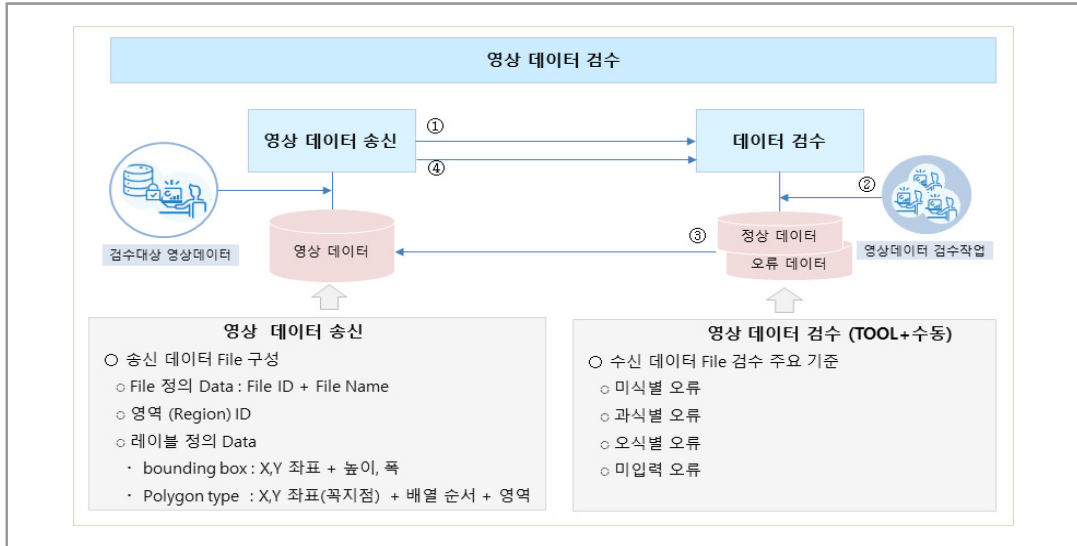 영상 데이터 검수
영상 데이터 송신
①
④
데이터 검수
②
검수대상 영상데이터
영상 데이터
③
정상 데이터
오류 데이터
영상데이터 검수작업
영상 데이터 송신
○ 송신 데이터 File 구성
○ File 정의 Data : File ID + File Name
○ 영역 (Region) ID
○ 레이블 정의 Data
· bounding box : X,Y 좌표 + 높이, 폭
· Polygon type : X,Y 좌표(꼭지점) + 배열 순서 + 영역
영상 데이터 검수 (TOOL+수동)
○ 수신 데이터 File 검수 주요 기준
○ 미식별 오류
○ 과식별 오류
○ 오식별 오류
○ 미입력 오류